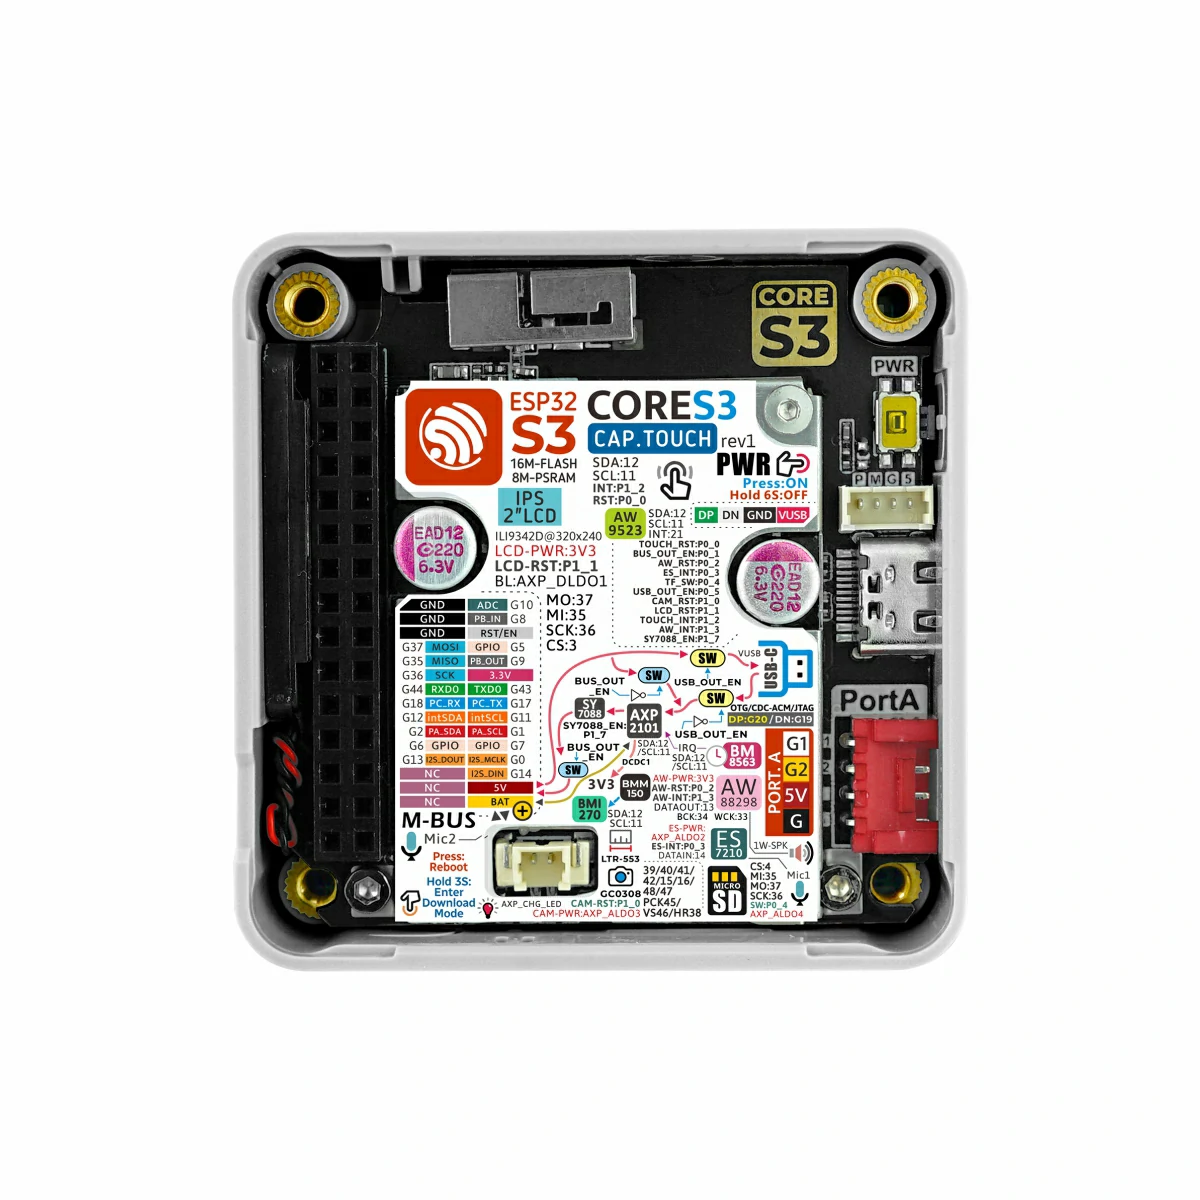 CORE
S3
PWR
P M G 5
PortA
1
2
ESP32
S3
16M-FLASH
8M-PSRAM
CORES3
CAP.TOUCH rev1
SDA:12
SCL:11
INT:P1_2
RST:P0_0
PWR
Press:ON
Hold 6S:OFF
DP DN GND VUSB
IPS
2"LCD
ILI9342D@320x240
LCD-PWR:3V3
LCD-RST:P1_1
BL:AXP_DLDO1
MO:37
MI:35
SCK:36
CS:3
AW
9523
SDA:12
SCL:11
INT:21
TOUCH_RST:P0_0
BUS_OUT_EN:P0_1
AW_RST:P0_2
ES_INT:P0_3
TF_SW:P0_4
USB_OUT_EN:P0_5
CAM_RST:P1_0
LCD_RST:P1_1
TOUCH_INT:P1_2
AW_INT:P1_3
SY7088_EN:P1_7
EAD12
220
6.3V
EAD12
220
6.3V
GND ADC G10
GND PB_IN G8
GND RST/EN
G37 MOSI GPIO G5
G35 MISO PB_OUT G9
G36 SCK 3.3V
G44 RXD0 TXD0 G43
G18 PC_RX PC_TX G17
G12 intSDA intSCL G11
G2 PA_SDA PA_SCL G1
G6 GPIO GPIO G7
G13 I2S_DOUT I2S_MCLK G0
NC I2S_DIN G14
NC 5V
NC BAT
M-BUS
Mic2
Press:
Reboot
Hold 3S:
Enter
Download
Mode
SW
VUSB
USB-C
BUS_OUT
_EN
SW
USB_OUT_EN
SW
SY
7088
SY7088_EN:
P1_7
AXP
2101
USB_OUT_EN
OTG/CDC-ACM/JTAG
DP:G20 / DN:G19
BUS_OUT
_EN
SW
SDA:12
/SCL:11
DCDC1
3V3
IRQ
SDA:12
/SCL:11
BM
8563
BMM
150
BMI
270
SDA:12
SCL:11
AW-PWR:3V3
AW-RST:P0_2
AW-INT:P1_3
DATAOUT:13
BCK:34 WCK:33
AW
88298
PORT. A
G1
G2
5V
G
ES-PWR:
AXP_ALDO2
ES-INT:P0_3
DATAIN:14
ES
7210
1W-SPK
Mic1
LTR-553
GC0308
39/40/41/
42/15/16/
48/47
PCK45/
VS46/HR38
AXP_CHG_LED
CAM-RST:P1_0
CAM-PWR:AXP_ALDO3
MICRO
SD
CS:4
MI:35
MO:37
SCK:36
SW:P0_4
AXP_ALDO4